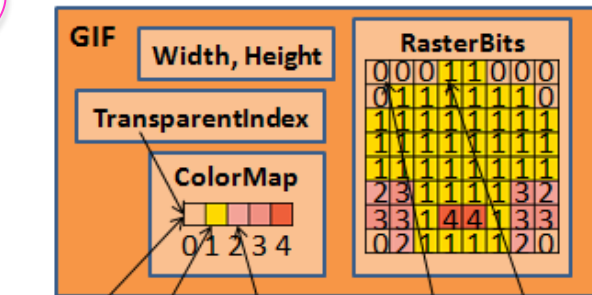 GIF
Width, Height
TransparentIndex
ColorMap
0 1 2 3 4
RasterBits
0 0 0 1 1 0 0 0
0 1 1 1 1 1 1 0
1 1 1 1 1 1 1 1
1 1 1 1 1 1 1 1
1 1 1 1 1 1 1 1
2 3 1 1 1 1 3 2
3 3 1 4 4 1 3 3
0 2 1 1 1 1 2 0